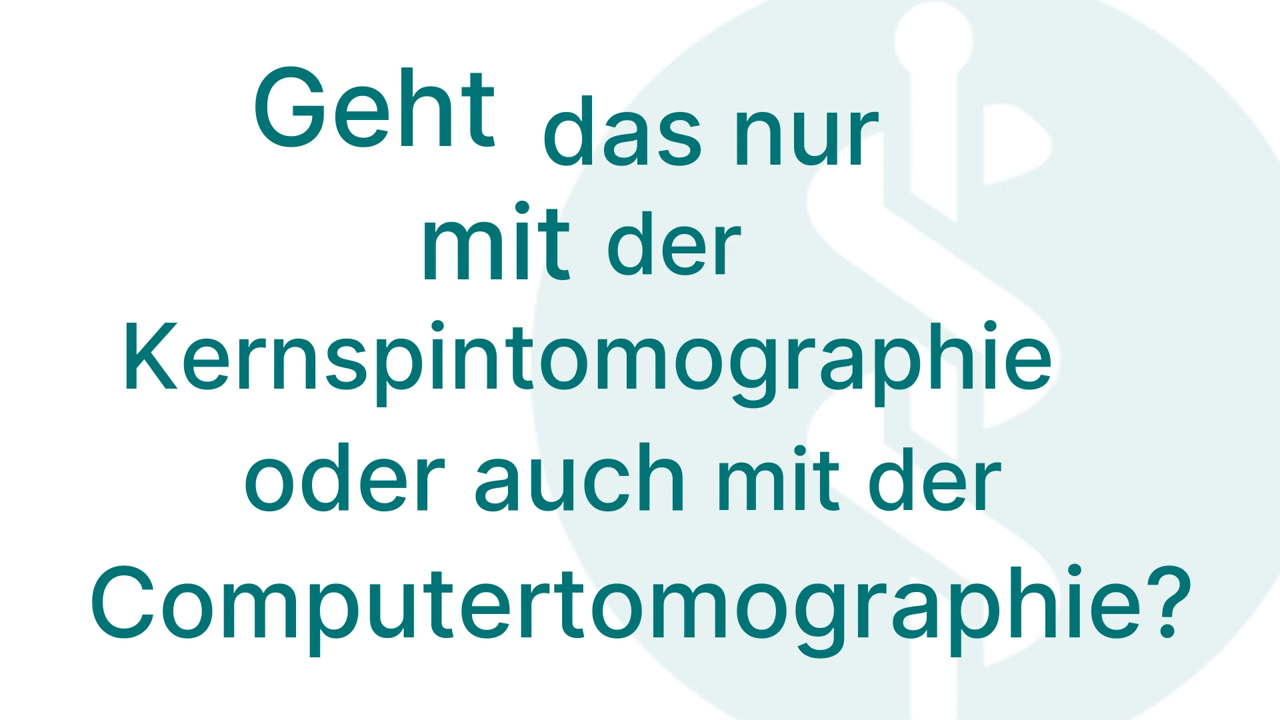 Geht das nur
mit der
Kernspintomographie
oder auch mit der
Computertomographie?